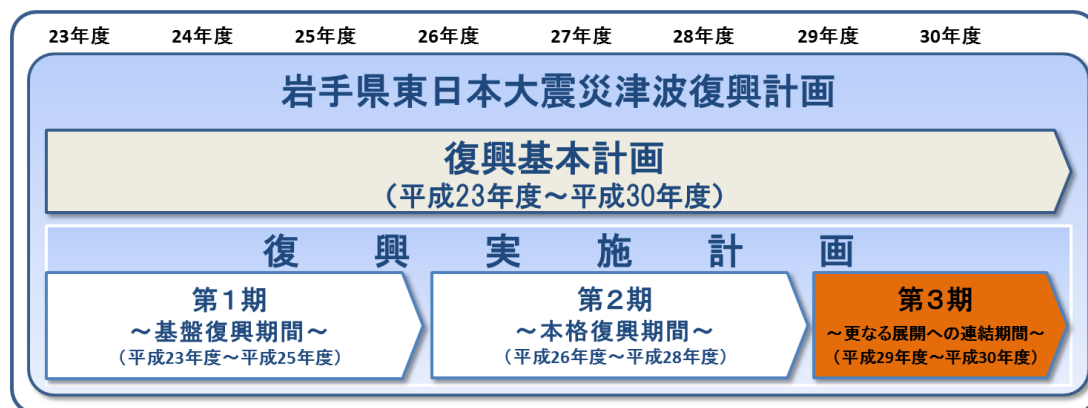 23年度 24年度 25年度 26年度 27年度 28年度 29年度 30年度
岩手県東日本大震災津波復興計画
復興基本計画
（平成23年度～平成30年度）
復興実施計画
第１期
～基盤復興期間～
（平成23年度～平成25年度）
第２期
～本格復興期間～
（平成26年度～平成28年度）
第３期
～更なる展開への連結期間～
（平成29年度～平成30年度）